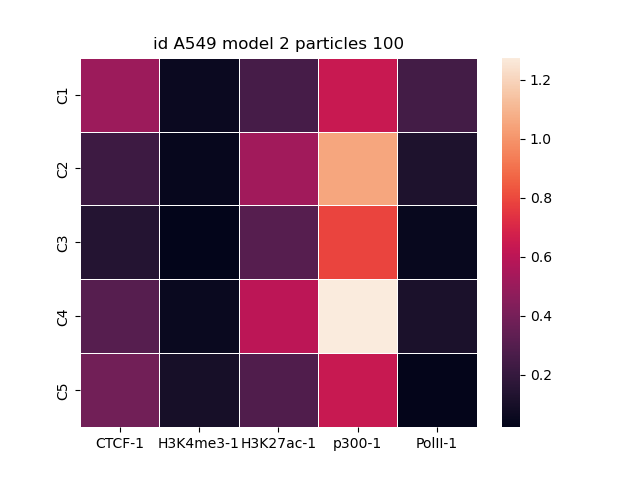 id A549 model 2 particles 100
C1
C2
C3
C4
C5
CTCF-1 H3K4me3-1 H3K27ac-1 p300-1 PolII-1
1.2
1.0
0.8
0.6
0.4
0.2